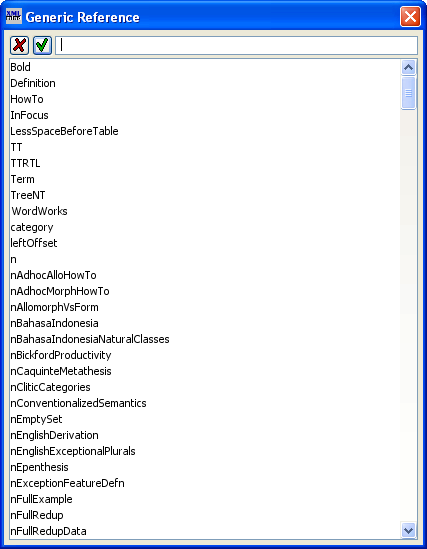 XML
Generic Reference
Bold
Definition
HowTo
InFocus
LessSpaceBeforeTable
TT
TTRTL
Term
TreeNT
WordWorks
category
leftOffset
n
nAdhocAlloHowTo
nAdhocMorphHowTo
nAllomorphVsForm
nBahasaIndonesia
nBahasaIndonesiaNaturalClasses
nBickfordProductivity
nCaquinteMetathesis
nCliticCategories
nConventionalizedSemantics
nEmptySet
nEnglishDerivation
nEnglishExceptionalPlurals
nEpenthesis
nExceptionFeatureDefn
nFullExample
nFullRedup
nFullRedupData